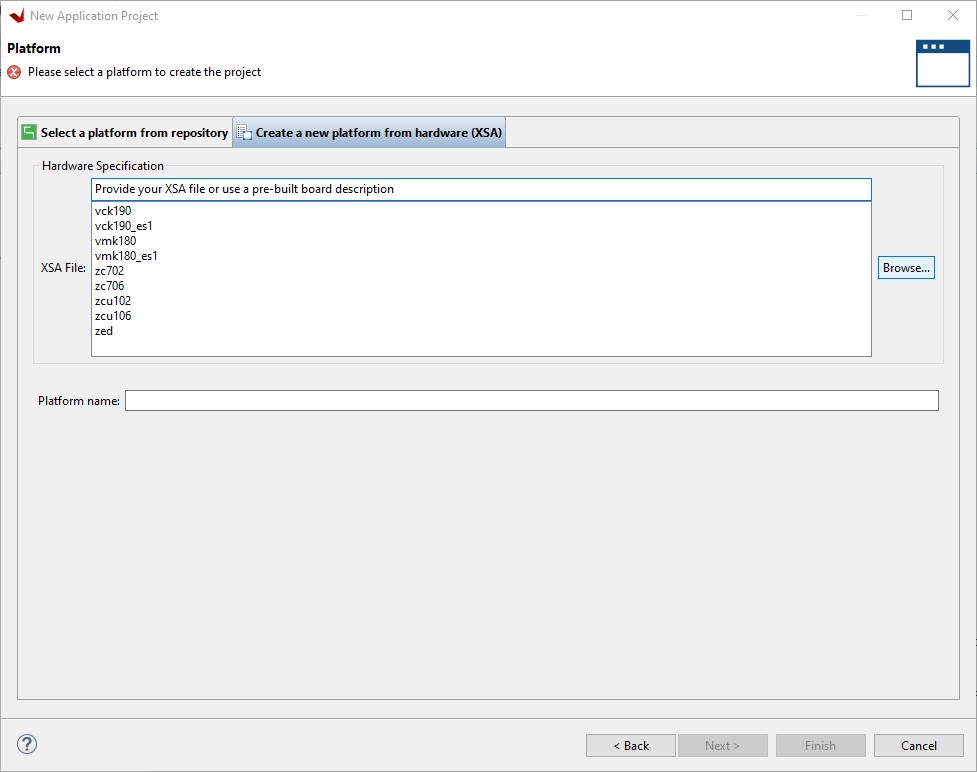 New Application Project
Platform
Please select a platform to create the project
Select a platform from repository
Create a new platform from hardware (XSA)
Hardware Specification
Provide your XSA file or use a pre-built board description
vck190
vck190_es1
vmk180
vmk180_es1
XSA File:
zc702
zc706
zcu102
zcu106
zed
Browse...
Platform name:
?
< Back
Next >
Finish
Cancel